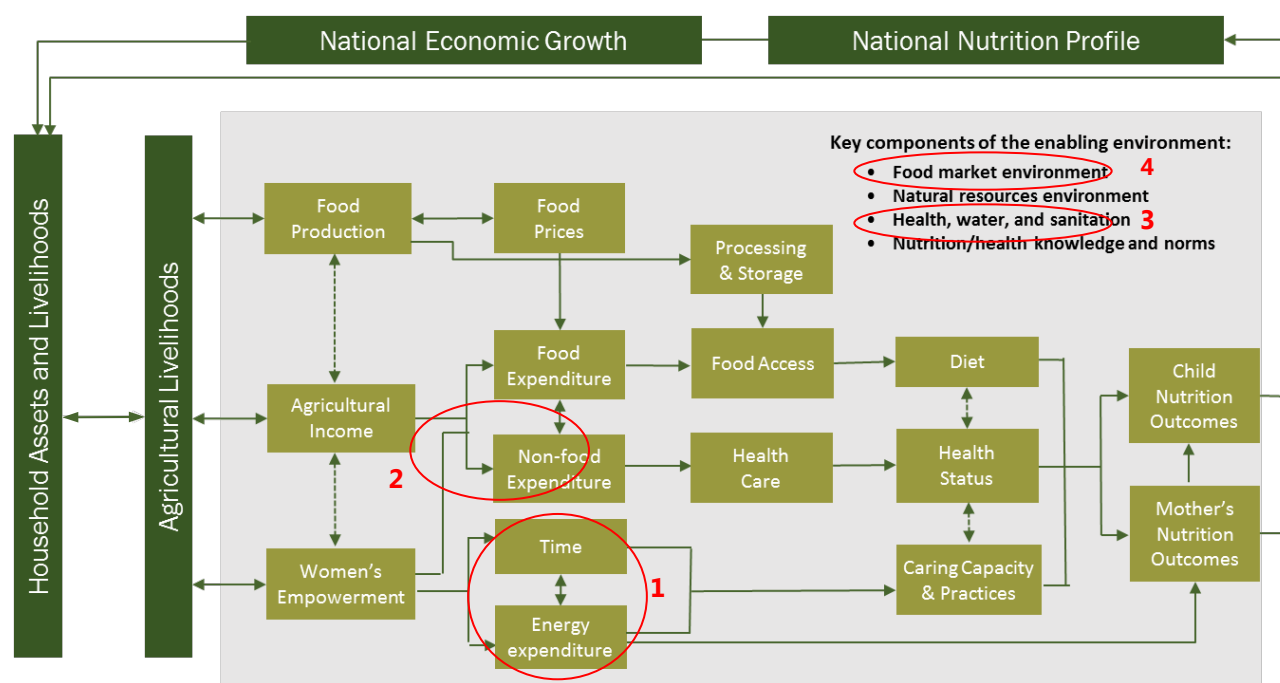 National Economic Growth
National Nutrition Profile
Household Assets and Livelihoods
Agricultural Livelihoods
Key components of the enabling environment:
• Food market environment
4
• Natural resources environment
• Health, water, and sanitation
3
• Nutrition/health knowledge and norms
Food
Production
Food
Prices
Processing
& Storage
Food
Expenditure
Food Access
Diet
Child
Nutrition
Outcomes
Agricultural
Income
2
Non-food
Expenditure
Health
Care
Health
Status
Mother's
Nutrition
Outcomes
Women's
Empowerment
Time
1
Energy
expenditure
Caring Capacity
& Practices